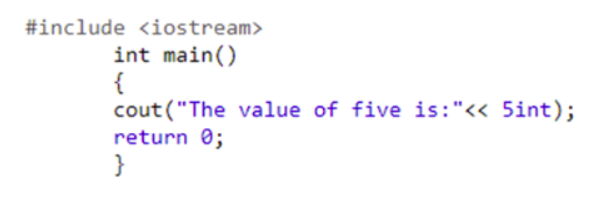 #include <iostream>
int main()
{
cout("The value of five is:"<< 5int);
return 0;
}